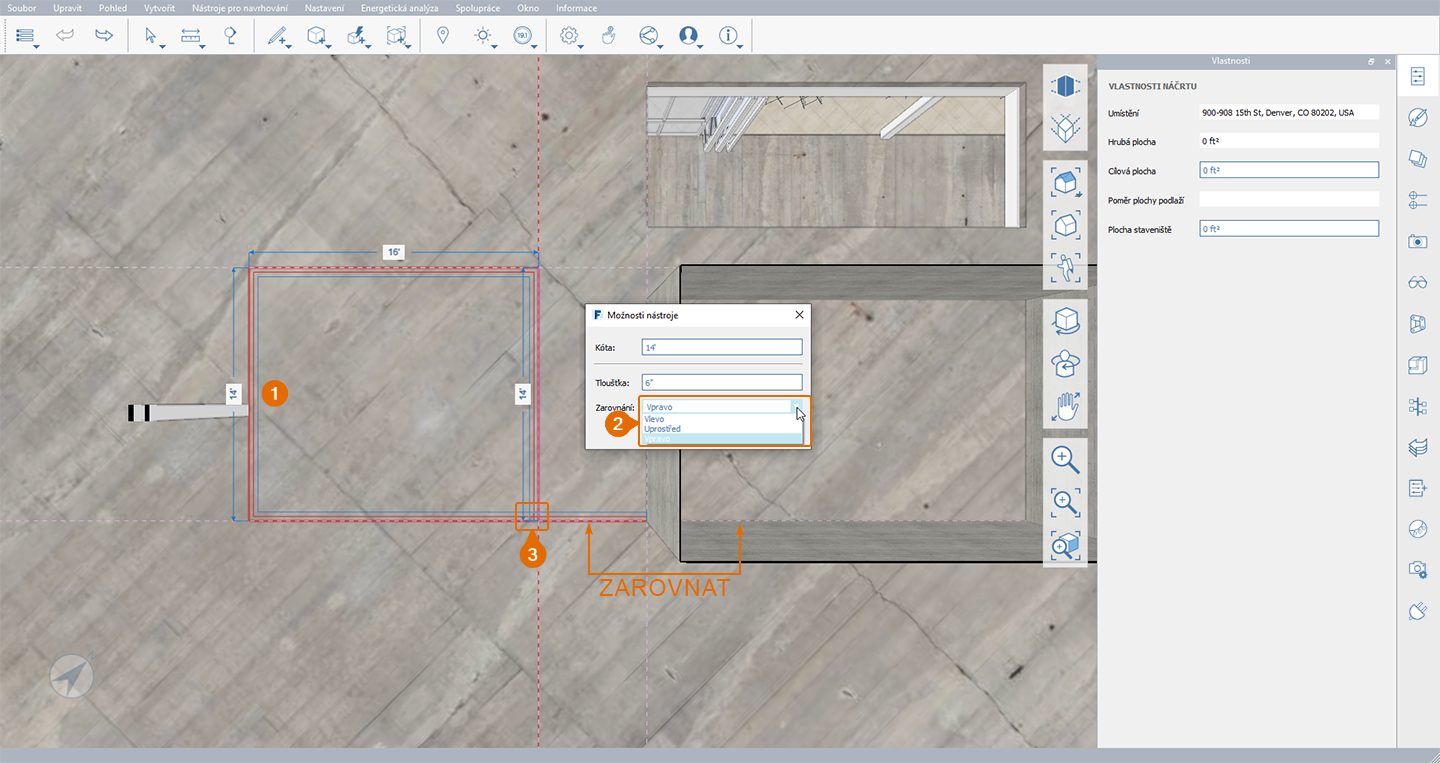 Soubor Upravit Pohled Vytvořit Nástroje pro navrhování Nastavení Energetická analýza Spolupráce Okno Informace
19.1
Vlastnosti
VLASTNOSTI NÁČRTU
Umístění 900-908 15th St, Denver, CO 80202, USA
Hrubá plocha 0 ft²
Cílová plocha 0 ft²
Poměr plochy podlaží
Plocha staveniště 0 ft²
16'
14'
14'
1
F Možnosti nástroje
Kóta: 14'
Tloušťka: 6"
Zarovnání: Vpravo
2
Vlevo
Uprostřed
Vpravo
3
ZAROVNAT